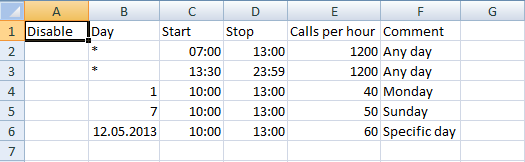 A B C D E F G
1 Disable Day Start Stop Calls per hour Comment
2 * 07:00 13:00 1200 Any day
3 * 13:30 23:59 1200 Any day
4 1 10:00 13:00 40 Monday
5 7 10:00 13:00 50 Sunday
6 12.05.2013 10:00 13:00 60 Specific day
7